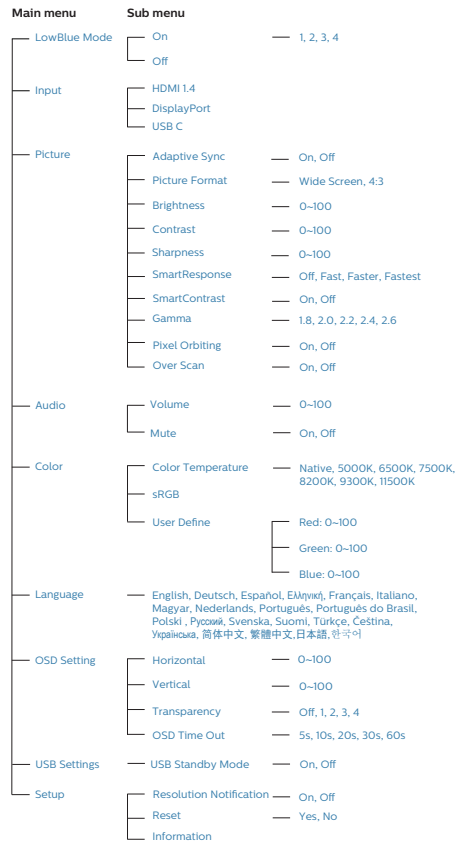 Main menu Sub menu
LowBlue Mode On 1, 2, 3, 4
Off
Input HDMI 1.4
DisplayPort
USB C
Picture Adaptive Sync On, Off
Picture Format Wide Screen, 4:3
Brightness 0~100
Contrast 0~100
Sharpness 0~100
SmartResponse Off, Fast, Faster, Fastest
SmartContrast On, Off
Gamma 1.8, 2.0, 2.2, 2.4, 2.6
Pixel Orbiting On, Off
Over Scan On, Off
Audio Volume 0~100
Mute On, Off
Color Color Temperature Native, 5000K, 6500K, 7500K,
8200K, 9300K, 11500K
sRGB
User Define Red: 0~100
Green: 0~100
Blue: 0~100
Language English, Deutsch, Español, Ελληνική, Français, Italiano,
Magyar, Nederlands, Português, Português do Brasil,
Polski , Русский, Svenska, Suomi, Türkçe, Čeština,
Українська, 简体中文, 繁體中文,日本語,한국어
OSD Setting Horizontal 0~100
Vertical 0~100
Transparency Off, 1, 2, 3, 4
OSD Time Out 5s, 10s, 20s, 30s, 60s
USB Settings USB Standby Mode On, Off
Setup Resolution Notification On, Off
Reset Yes, No
Information